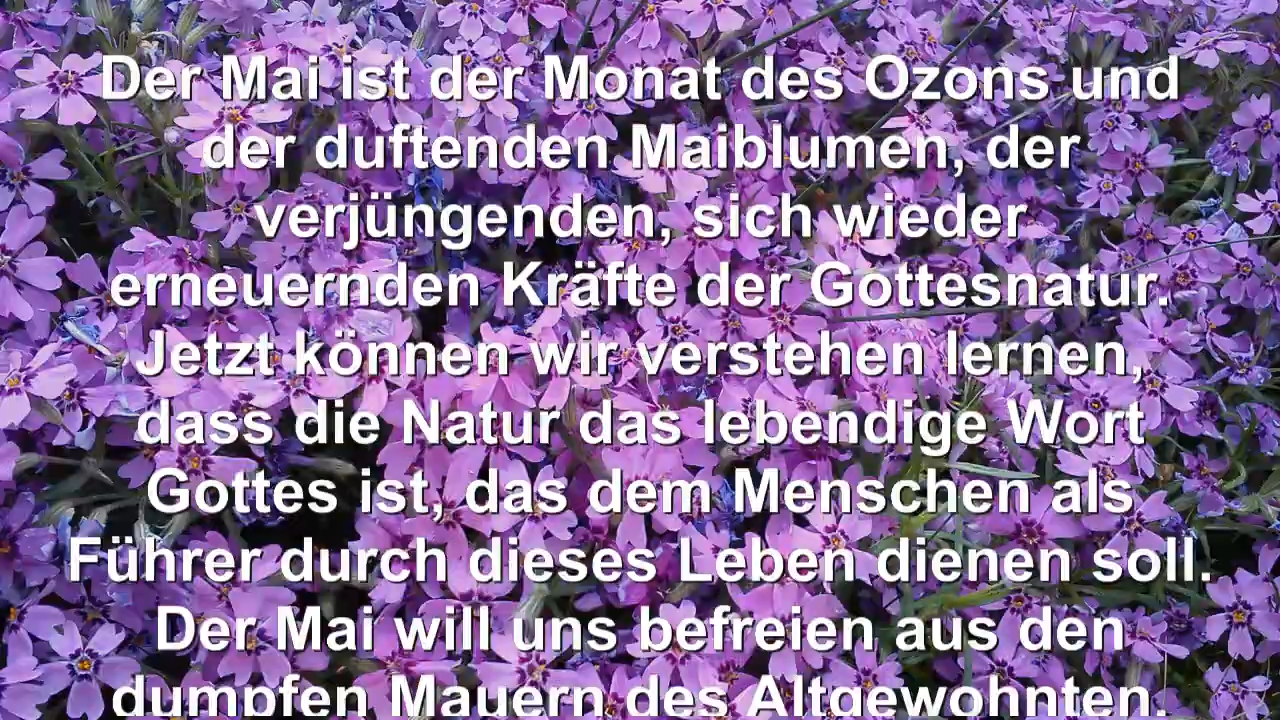 Der Mai ist der Monat des Ozons und
der duftenden Maiblumen, der
verjüngenden, sich wieder
erneuernden Kräfte der Gottesnatur.
Jetzt können wir verstehen lernen,
dass die Natur das lebendige Wort
Gottes ist, das dem Menschen als
Führer durch dieses Leben dienen soll.
Der Mai will uns befreien aus den
dumpfen Mauern des Altgewohnten,